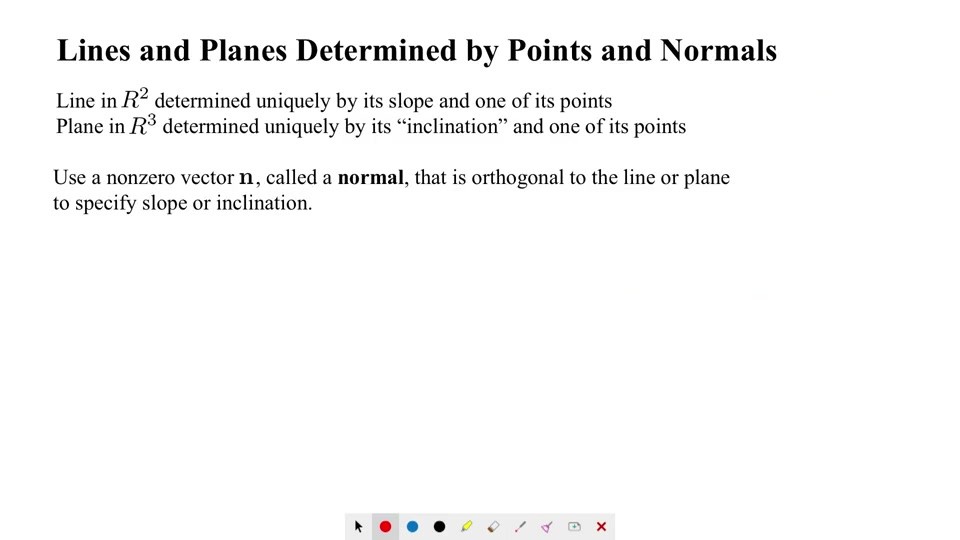 Lines and Planes Determined by Points and Normals
Line in R² determined uniquely by its slope and one of its points
Plane in R³ determined uniquely by its “inclination” and one of its points
Use a nonzero vector n, called a normal, that is orthogonal to the line or plane
to specify slope or inclination.